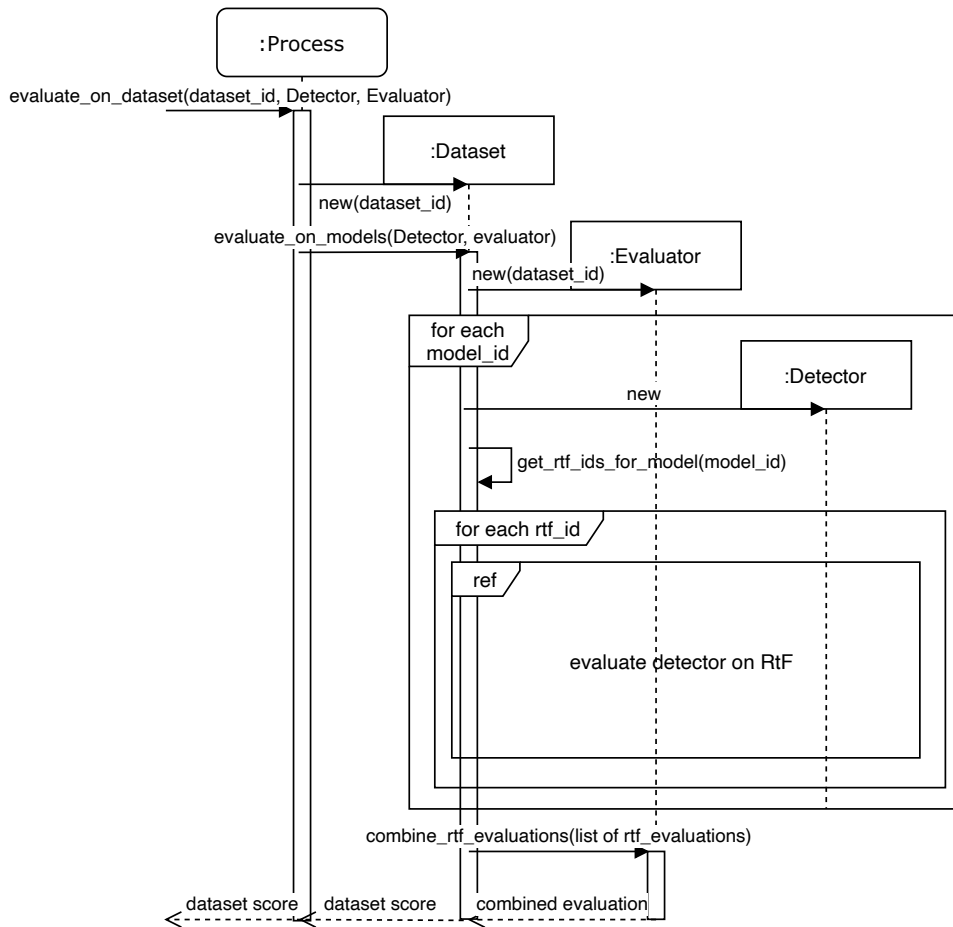 :Process
evaluate_on_dataset(dataset_id, Detector, Evaluator)
:Dataset
new(dataset_id)
evaluate_on_models(Detector, evaluator)
:Evaluator
new(dataset_id)
for each
model_id
:Detector
new
get_rtf_ids_for_model(model_id)
for each rtf_id
ref
evaluate detector on RtF
combine_rtf_evaluations(list of rtf_evaluations)
dataset score
dataset score
combined evaluation